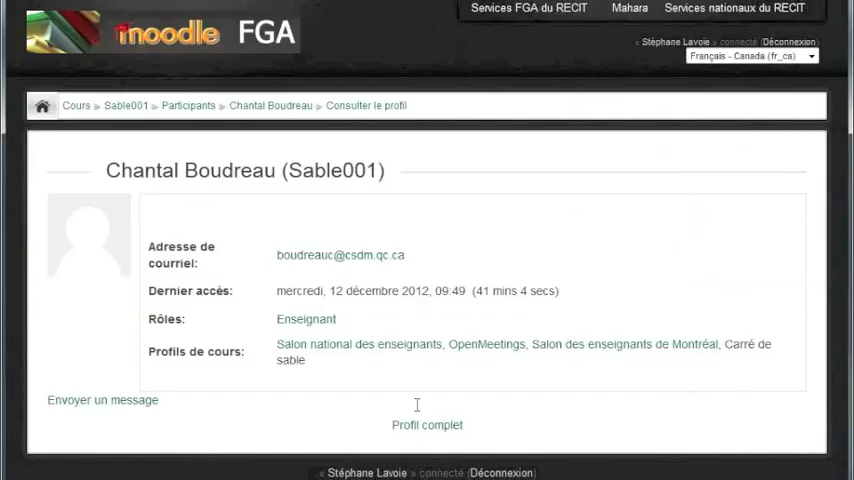 Services FGA du RECIT Mahara Services nationaux du RECIT
moodle FGA
« Stéphane Lavoie » connecté (Déconnexion)
Français - Canada (fr_ca)
Cours ► Sable001 ► Participants ► Chantal Boudreau ► Consulter le profil
Chantal Boudreau (Sable001)
Adresse de
courriel:
boudreauc@csdm.qc.ca
Dernier accès: mercredi, 12 décembre 2012, 09:49 (41 mins 4 secs)
Rôles: Enseignant
Profils de cours:
Salon national des enseignants, OpenMeetings, Salon des enseignants de Montréal, Carré de
sable
Envoyer un message
Profil complet
« Stéphane Lavoie » connecté (Déconnexion)